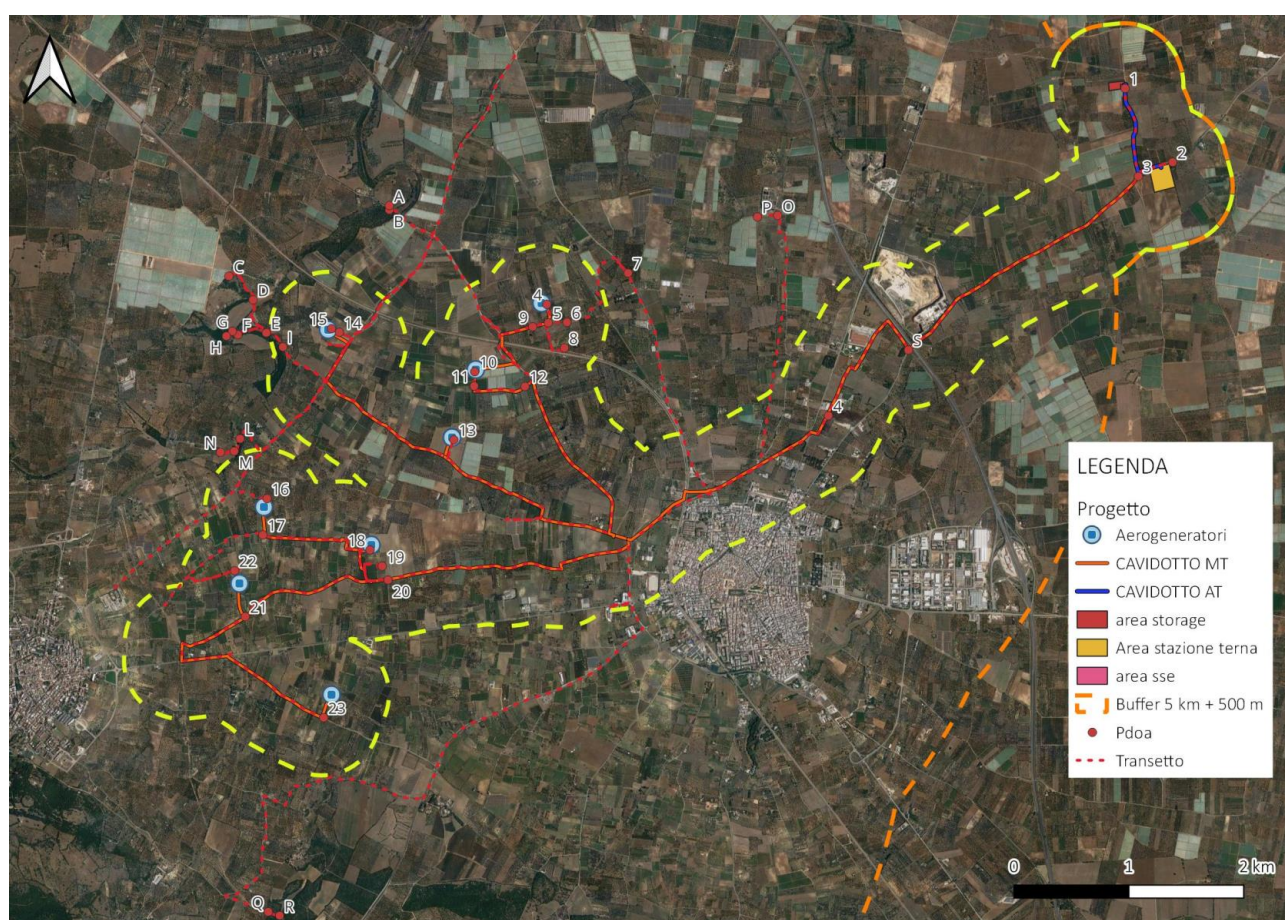 1
2
3
A
B
P O
C
7
D
4
G
F
E
15
14
9
5
6
H
I
8
S
10
11
12
4
13
N
L
M
16
17
18
19
22
20
21
23
Q
R
LEGENDA
Progetto
Aerogeneratori
CAVIDOTTO MT
CAVIDOTTO AT
area storage
Area stazione terna
area sse
Buffer 5 km + 500 m
Pdoa
Transetto
0 1 2 km